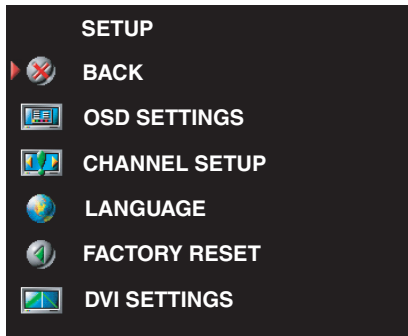 SETUP
BACK
OSD SETTINGS
CHANNEL SETUP
LANGUAGE
FACTORY RESET
DVI SETTINGS